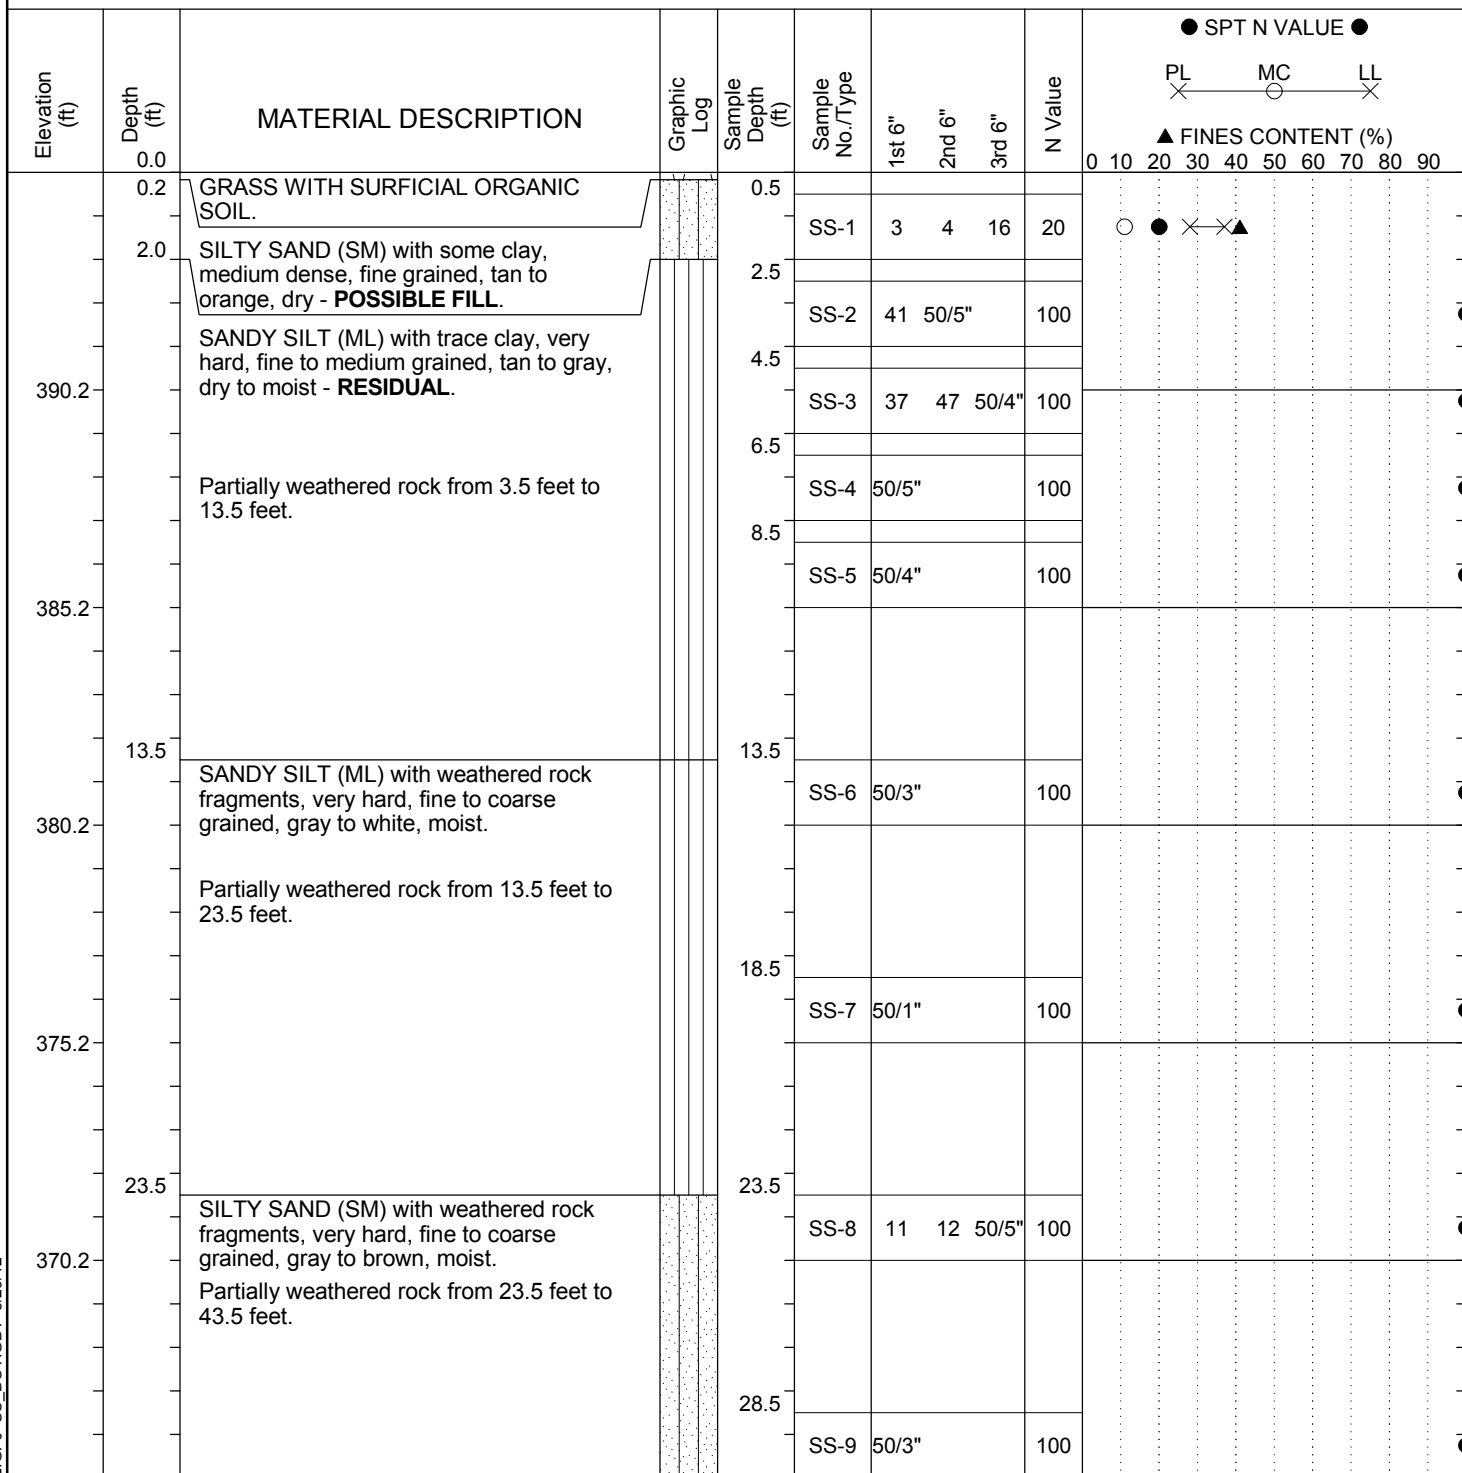 ● SPT N VALUE ●
PL MC LL
▲ FINES CONTENT (%)
0 10 20 30 40 50 60 70 80 90
Elevation (ft)
Depth (ft)
0.0
MATERIAL DESCRIPTION
Graphic Log
Sample Depth (ft)
Sample No./Type
1st 6"
2nd 6"
3rd 6"
N Value
0.2 GRASS WITH SURFICIAL ORGANIC 0.5
SOIL.
SS-1 3 4 16 20
2.0 SILTY SAND (SM) with some clay,
medium dense, fine grained, tan to 2.5
orange, dry - POSSIBLE FILL.
SS-2 41 50/5" 100
SANDY SILT (ML) with trace clay, very
hard, fine to medium grained, tan to gray, 4.5
390.2 dry to moist - RESIDUAL.
SS-3 37 47 50/4" 100
6.5
Partially weathered rock from 3.5 feet to SS-4 50/5" 100
13.5 feet.
8.5
SS-5 50/4" 100
385.2
13.5 13.5
SANDY SILT (ML) with weathered rock
fragments, very hard, fine to coarse SS-6 50/3" 100
380.2 grained, gray to white, moist.
Partially weathered rock from 13.5 feet to
23.5 feet.
18.5
SS-7 50/1" 100
375.2
23.5 23.5
SILTY SAND (SM) with weathered rock
fragments, very hard, fine to coarse SS-8 11 12 50/5" 100
370.2 grained, gray to brown, moist.
Partially weathered rock from 23.5 feet to
43.5 feet.
28.5
SS-9 50/3" 100